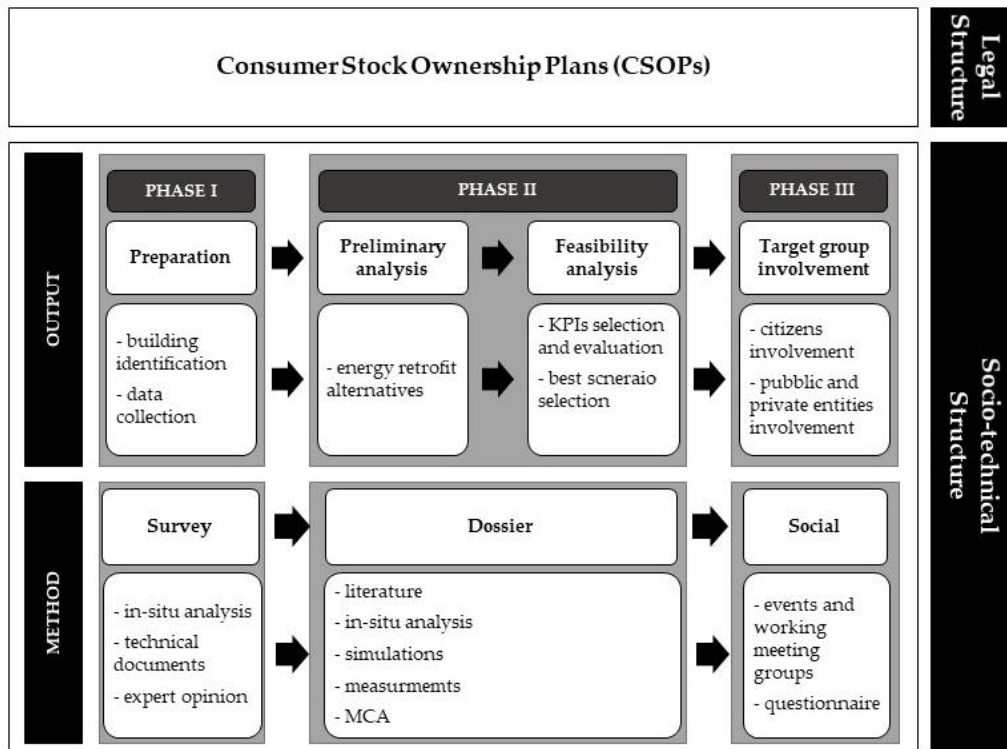 Consumer Stock Ownership Plans (CSOPs)
Legal
Structure
OUTPUT
PHASE I
PHASE II
PHASE III
Preparation
Preliminary
analysis
Feasibility
analysis
Target group
involvement
- building
identification
- data
collection
- energy retrofit
alternatives
- KPIs selection
and evaluation
- best scneraio
selection
- citizens
involvement
- pubblic and
private entities
involvement
Socio-technical
Structure
METHOD
Survey
Dossier
Social
- in-situ analysis
- technical
documents
- expert opinion
- literature
- in-situ analysis
- simulations
- measurmemts
- MCA
- events and
working
meeting
groups
- questionnaire